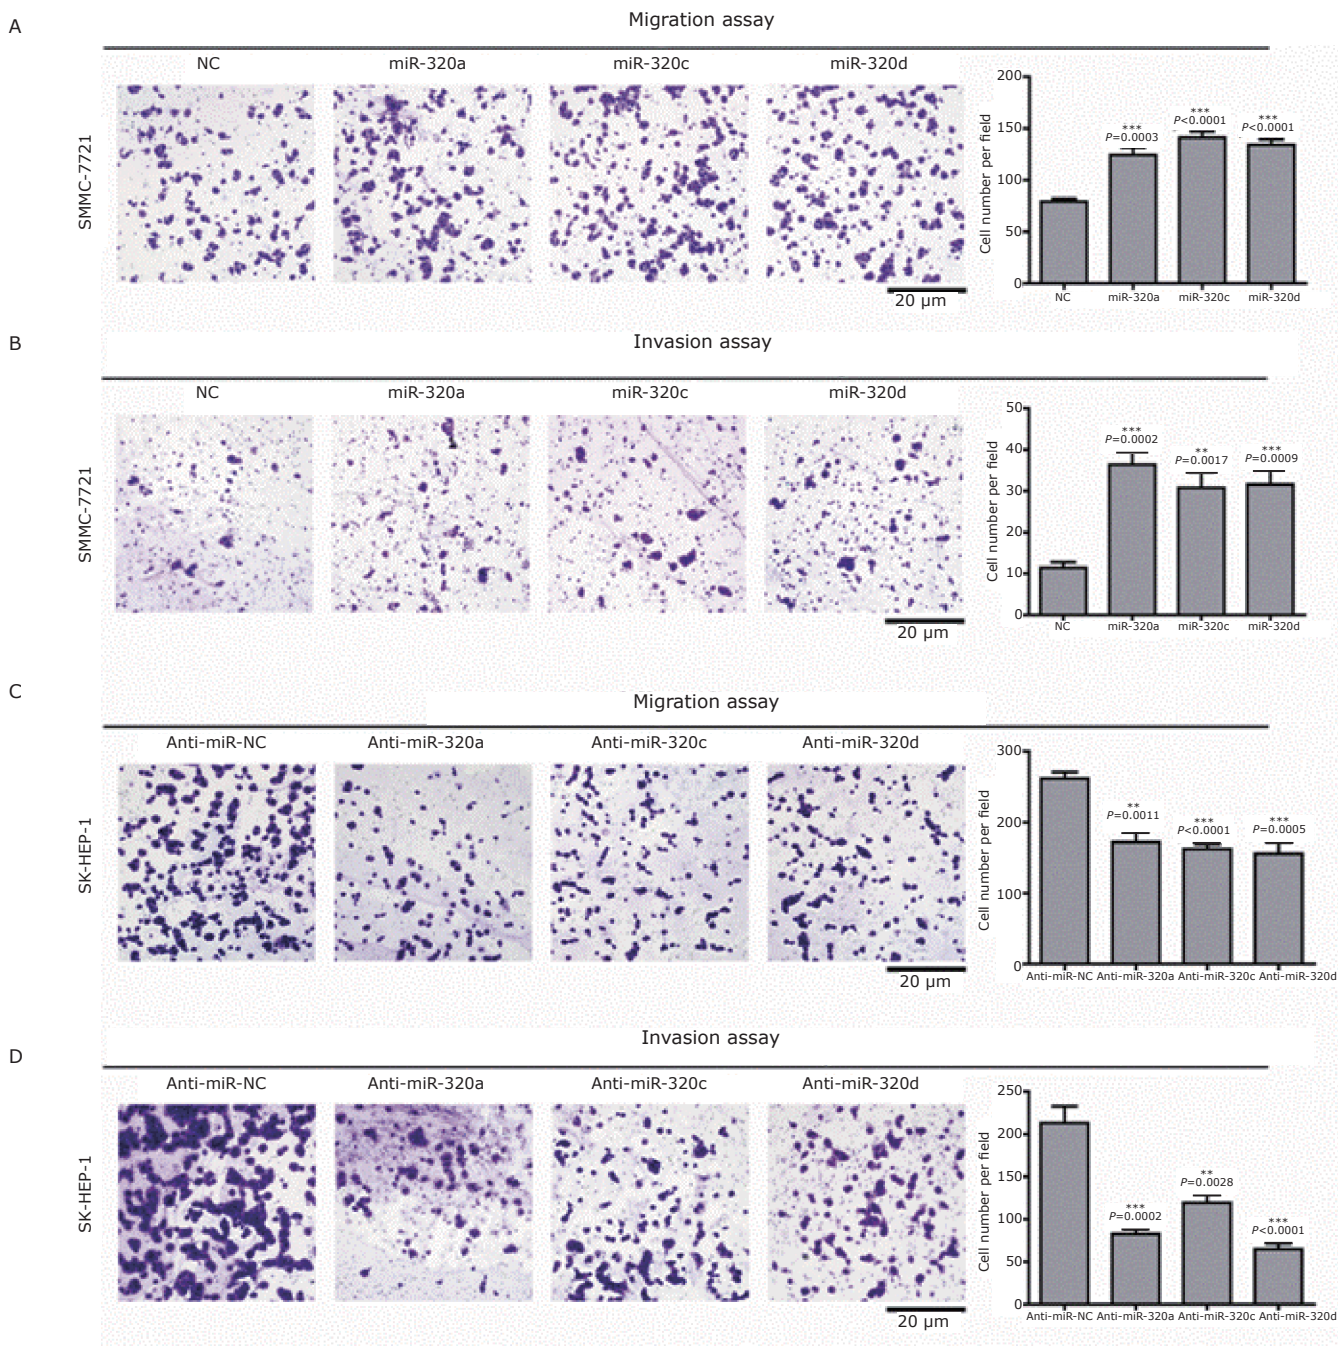 A
Migration assay
NC miR-320a miR-320c miR-320d
SMMC-7721
20 µm
Cell number per field
200
150
100
50
0
***
P=0.0003
***
P<0.0001
***
P<0.0001
NC miR-320a miR-320c miR-320d
B
Invasion assay
NC miR-320a miR-320c miR-320d
SMMC-7721
20 µm
Cell number per field
50
40
30
20
10
0
***
P=0.0002
**
P=0.0017
***
P=0.0009
NC miR-320a miR-320c miR-320d
C
Migration assay
Anti-miR-NC Anti-miR-320a Anti-miR-320c Anti-miR-320d
SK-HEP-1
20 µm
Cell number per field
300
200
100
0
**
P=0.0011
***
P<0.0001
***
P=0.0005
Anti-miR-NC Anti-miR-320a Anti-miR-320c Anti-miR-320d
D
Invasion assay
Anti-miR-NC Anti-miR-320a Anti-miR-320c Anti-miR-320d
SK-HEP-1
20 µm
Cell number per field
250
200
150
100
50
0
***
P=0.0002
**
P=0.0028
***
P<0.0001
Anti-miR-NC Anti-miR-320a Anti-miR-320c Anti-miR-320d